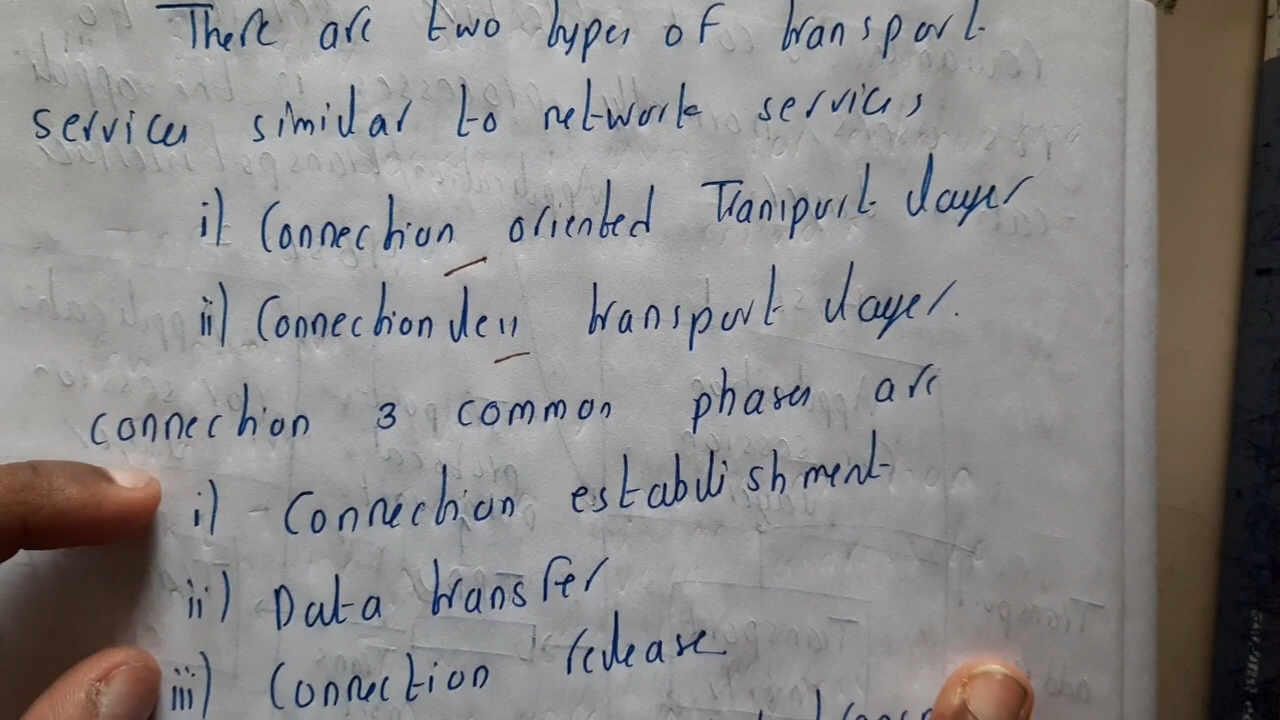 There are two types of transport
services similar to network services
i) Connection oriented Transport layer
ii) Connectionless transport layer.
connection 3 common phases are
i) Connection establishment
ii) Data transfer
iii) Connection release